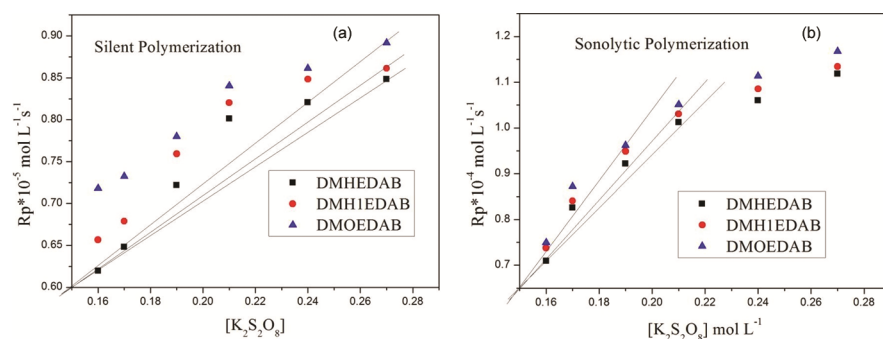 (a)
Silent Polymerization
0.90
0.85
0.80
0.75
0.70
0.65
0.60
Rp*10⁻⁵ mol L⁻¹s⁻¹
DMHEDAB
DMH1EDAB
DMOEDAB
0.16 0.18 0.20 0.22 0.24 0.26 0.28
[K₂S₂O₈]
(b)
Sonolytic Polymerization
1.2
1.1
1.0
0.9
0.8
0.7
Rp*10⁻⁴ mol L⁻¹s⁻¹
DMHEDAB
DMH1EDAB
DMOEDAB
0.16 0.18 0.20 0.22 0.24 0.26 0.28
[K₂S₂O₈] mol L⁻¹